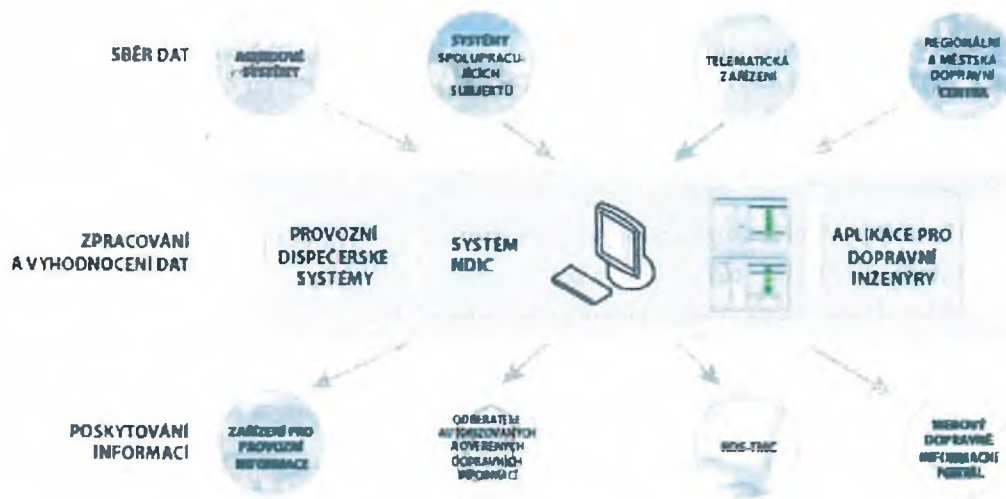 SBĚR DAT
SYSTÉMY
SPOLUPRACU-
JÍCÍCH
SUBJEKTŮ
TELEMATICKÁ
ZAŘÍZENÍ
REGIONÁLNÍ
A MĚSTSKÁ
DOPRAVNÍ
CENTRA
ZPRACOVÁNÍ
A VYHODNOCENÍ DAT
PROVOZNÍ
DISPEČERSKÉ
SYSTÉMY
SYSTÉM
NDIC
APLIKACE PRO
DOPRAVNÍ
INŽENÝRY
POSKYTOVÁNÍ
INFORMACÍ
ZAŘÍZENÍ PRO
PROVOZNÍ
INFORMACE
ODBĚRATELÉ
AUTORIZOVANÝCH
A OVĚŘENÝCH
DOPRAVNÍCH
INFORMACÍ
RDS-TMC
WEBOVÝ
DOPRAVNĚ
INFORMAČNÍ
PORTÁL